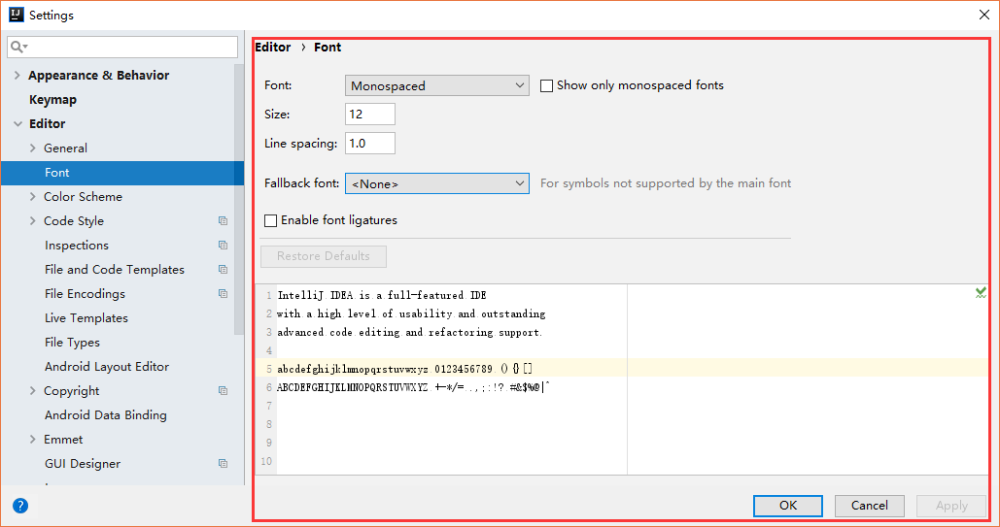 IJ Settings
Appearance & Behavior
Keymap
Editor
General
Font
Color Scheme
Code Style
Inspections
File and Code Templates
File Encodings
Live Templates
File Types
Android Layout Editor
Copyright
Android Data Binding
Emmet
GUI Designer
?
Editor › Font
Font: Monospaced Show only monospaced fonts
Size: 12
Line spacing: 1.0
Fallback font: <None> For symbols not supported by the main font
Enable font ligatures
Restore Defaults
1 IntelliJ IDEA is a full-featured IDE
2 with a high level of usability and outstanding
3 advanced code editing and refactoring support.
4
5 abcdefghijklmnopqrstuvwxyz 0123456789 (){}[]
6 ABCDEFGHIJKLMNOPQRSTUVWXYZ +-*/= .,;:!? #&$%@|^
7
8
9
10
OK Cancel Apply